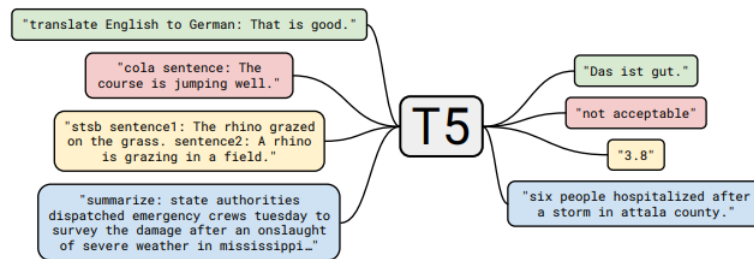 "translate English to German: That is good."
"cola sentence: The
course is jumping well."
"stsb sentence1: The rhino grazed
on the grass. sentence2: A rhino
is grazing in a field."
"summarize: state authorities
dispatched emergency crews tuesday to
survey the damage after an onslaught
of severe weather in mississippi…"
T5
"Das ist gut."
"not acceptable"
"3.8"
"six people hospitalized after
a storm in attala county."